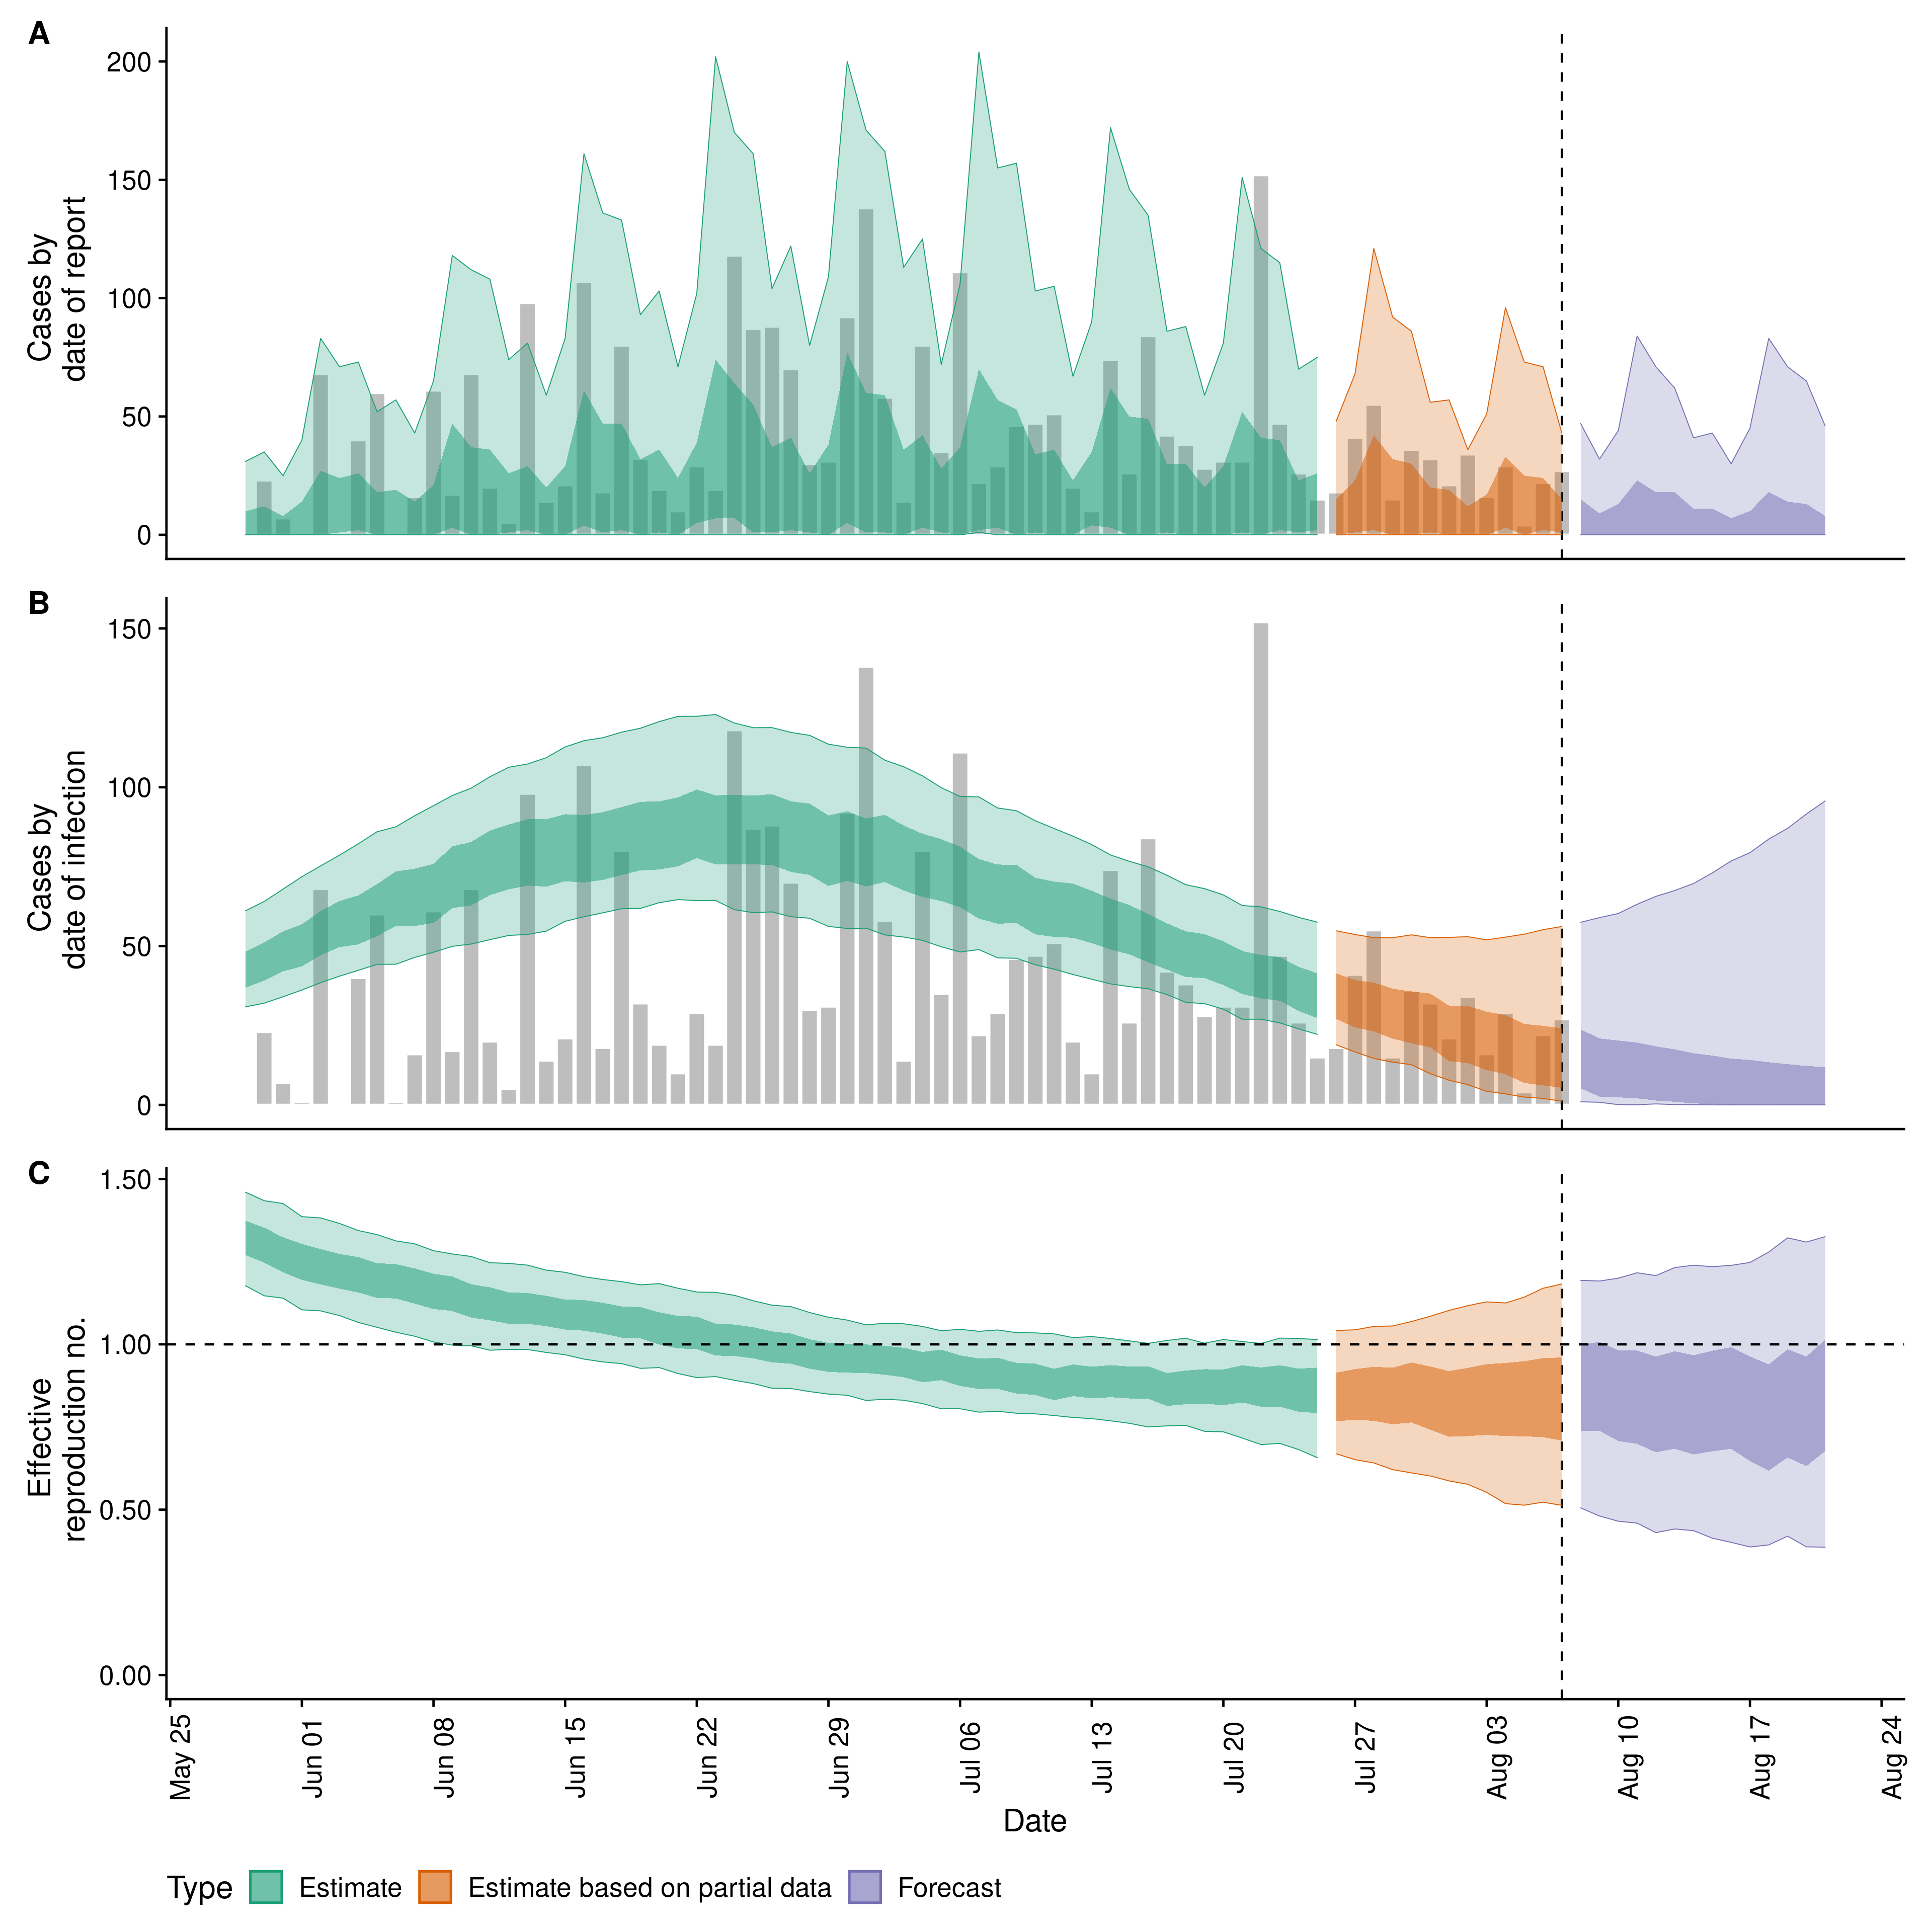 A
Cases by
date of report
200
150
100
50
0
B
Cases by
date of infection
150
100
50
0
C
Effective
reproduction no.
1.50
1.00
0.50
0.00
May 25
Jun 01
Jun 08
Jun 15
Jun 22
Jun 29
Jul 06
Jul 13
Jul 20
Jul 27
Aug 03
Aug 10
Aug 17
Aug 24
Date
Type Estimate Estimate based on partial data Forecast